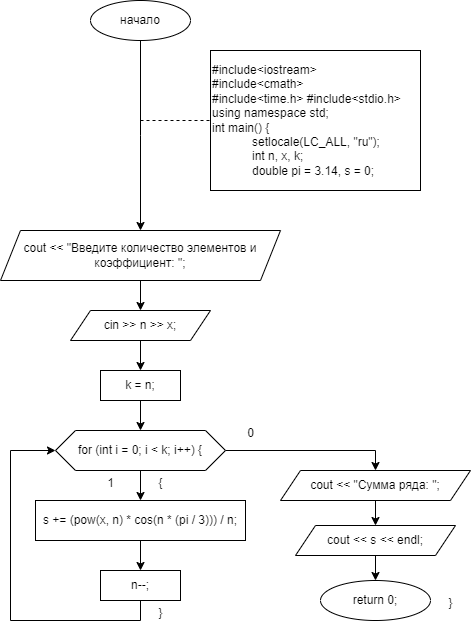 начало
#include<iostream>
#include<cmath>
#include<time.h> #include<stdio.h>
using namespace std;
int main() {
setlocale(LC_ALL, "ru");
int n, x, k;
double pi = 3.14, s = 0;
cout << "Введите количество элементов и
коэффициент: ";
cin >> n >> x;
k = n;
for (int i = 0; i < k; i++) {
0
1
{
cout << "Сумма ряда: ";
s += (pow(x, n) * cos(n * (pi / 3))) / n;
cout << s << endl;
n--;
return 0;
}
}